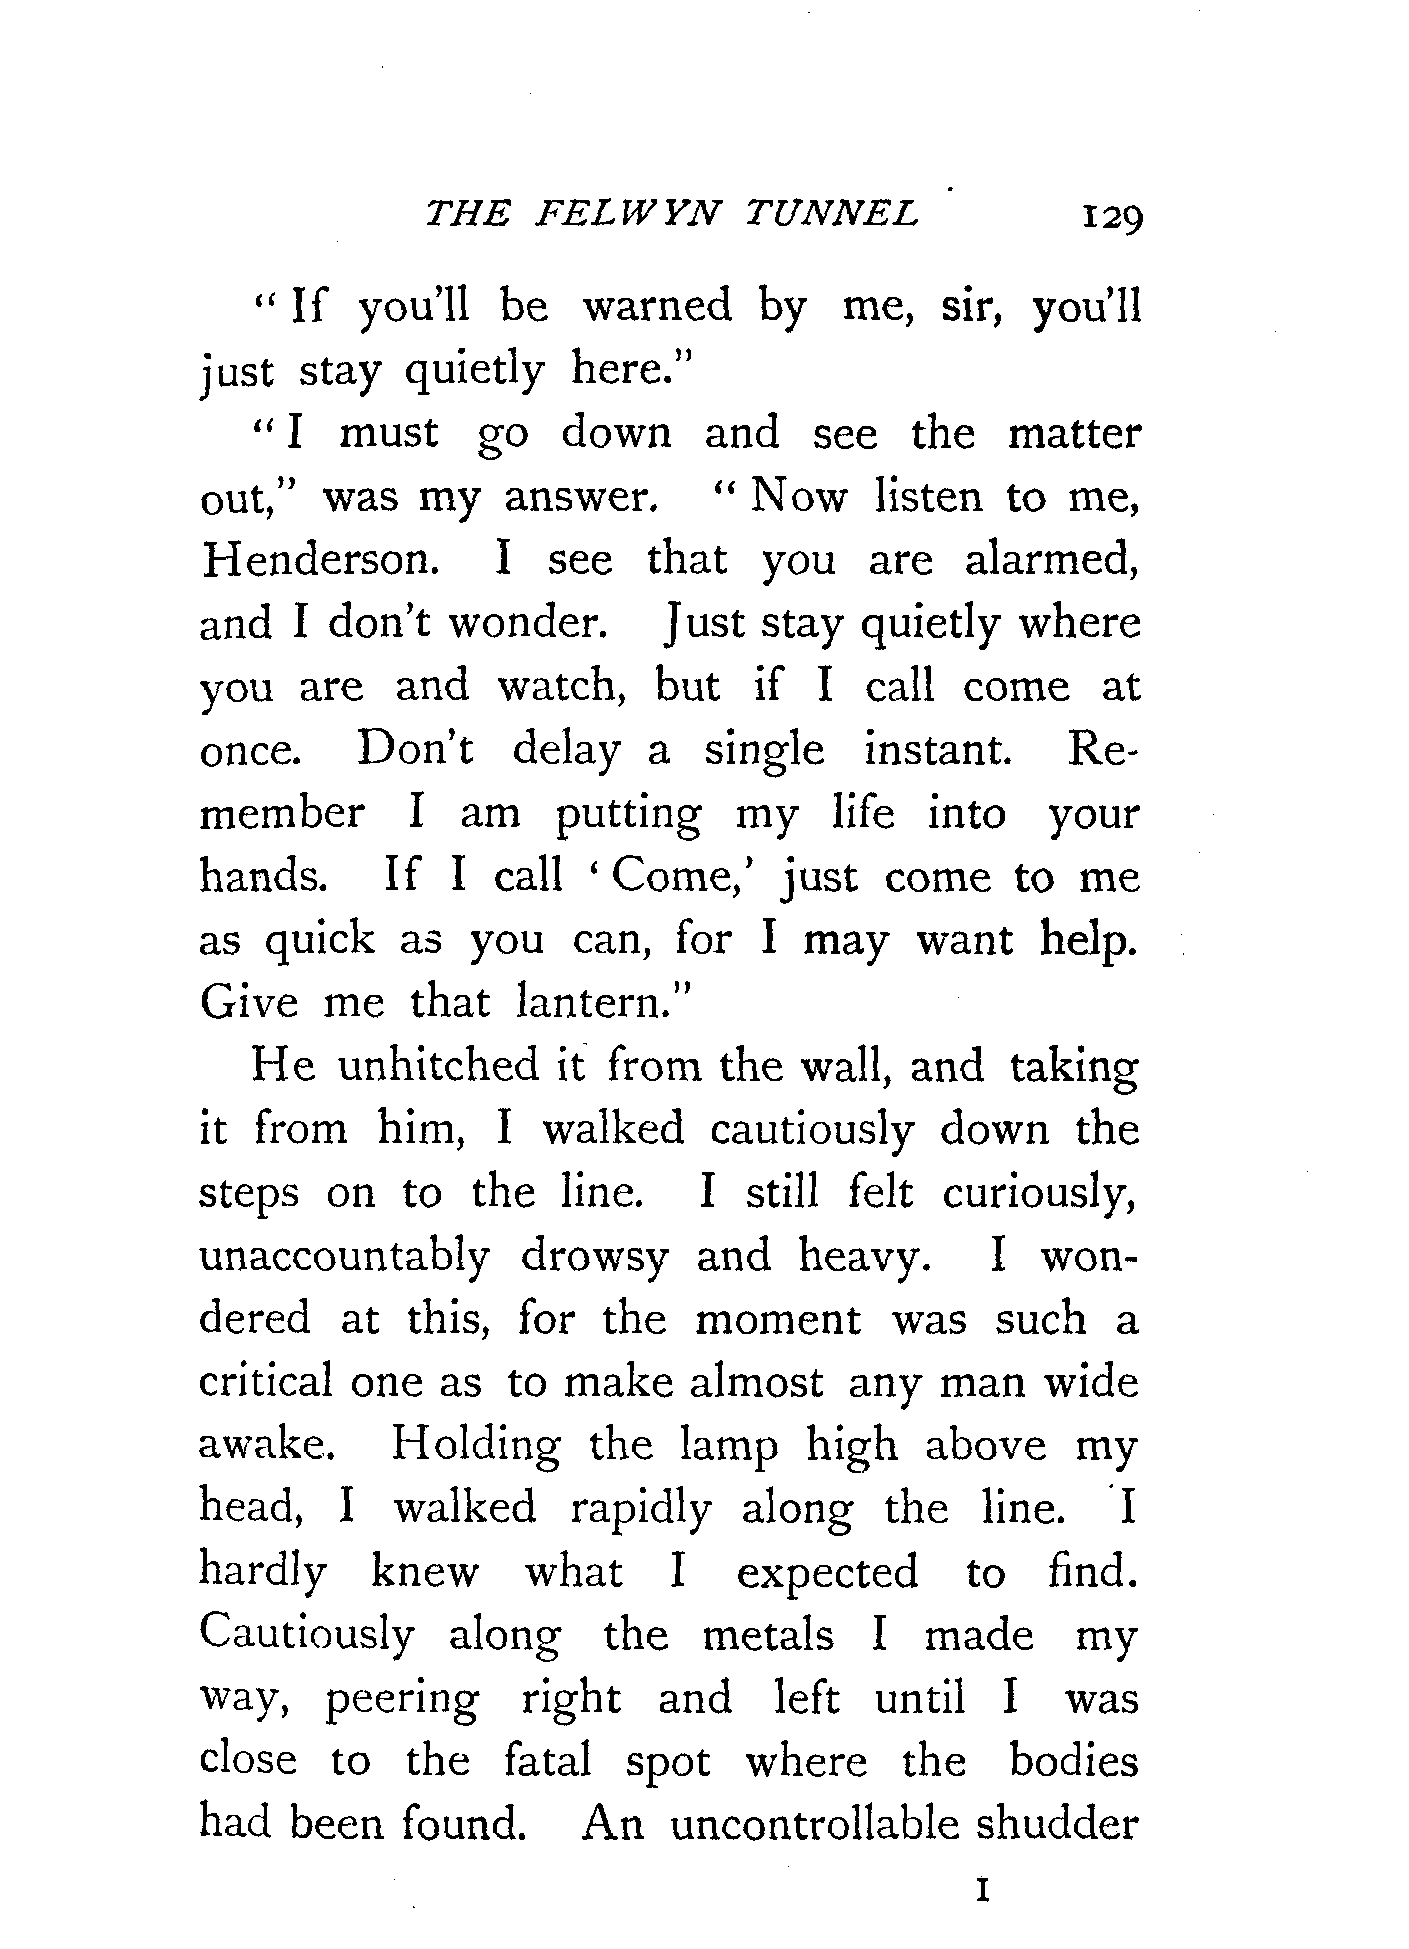 THE FELWYN TUNNEL 129
“ If you'll be warned by me, sir, you'll
just stay quietly here.”
“ I must go down and see the matter
out,” was my answer. “ Now listen to me,
Henderson. I see that you are alarmed,
and I don't wonder. Just stay quietly where
you are and watch, but if I call come at
once. Don't delay a single instant. Re-
member I am putting my life into your
hands. If I call ‘ Come,’ just come to me
as quick as you can, for I may want help.
Give me that lantern.”
He unhitched it from the wall, and taking
it from him, I walked cautiously down the
steps on to the line. I still felt curiously,
unaccountably drowsy and heavy. I won-
dered at this, for the moment was such a
critical one as to make almost any man wide
awake. Holding the lamp high above my
head, I walked rapidly along the line. I
hardly knew what I expected to find.
Cautiously along the metals I made my
way, peering right and left until I was
close to the fatal spot where the bodies
had been found. An uncontrollable shudder
I